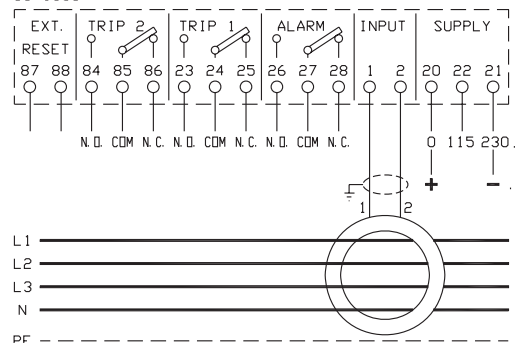 EXT. RESET TRIP 2 TRIP 1 ALARM INPUT SUPPLY
87 88 84 85 86 23 24 25 26 27 28 1 2 20 22 21
N.O. COM N.C. N.O. COM N.C. N.O. COM N.C. 0 115 230
+ -
1 2
L1
L2
L3
N
PE